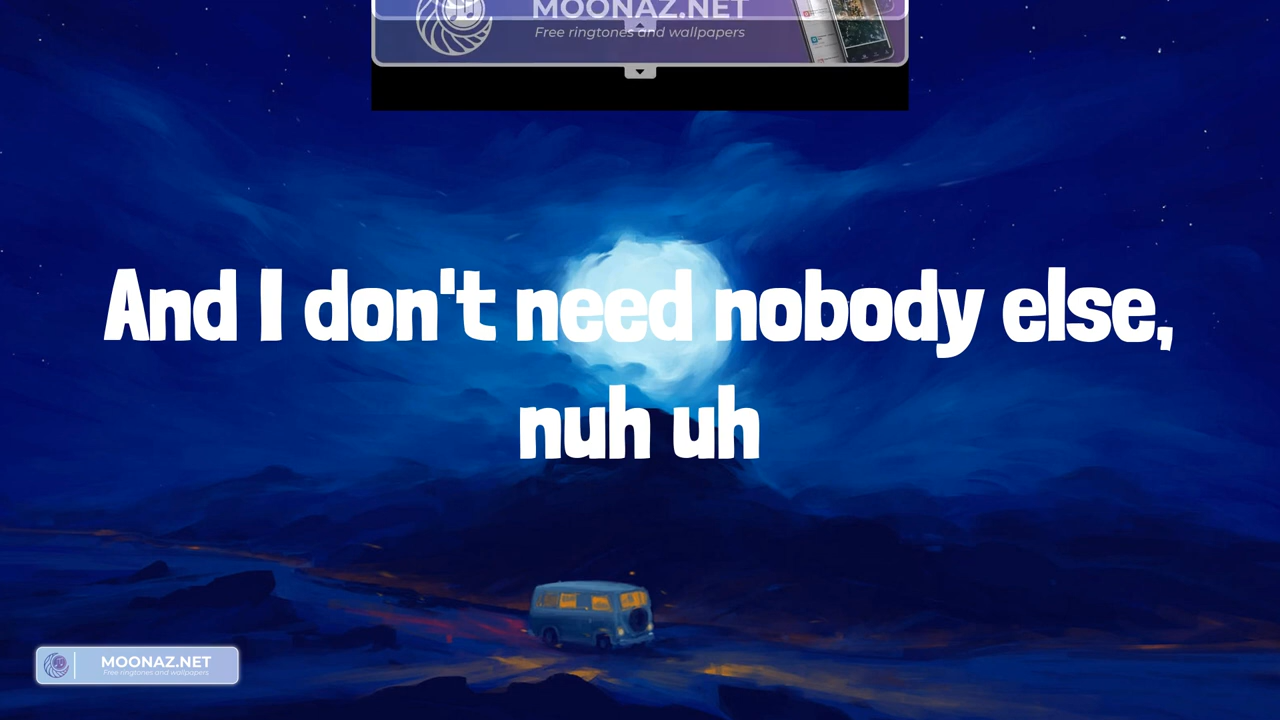 MOONAZ.NET
Free ringtones and wallpapers
And I don't need nobody else,
nuh uh
MOONAZ.NET
Free ringtones and wallpapers